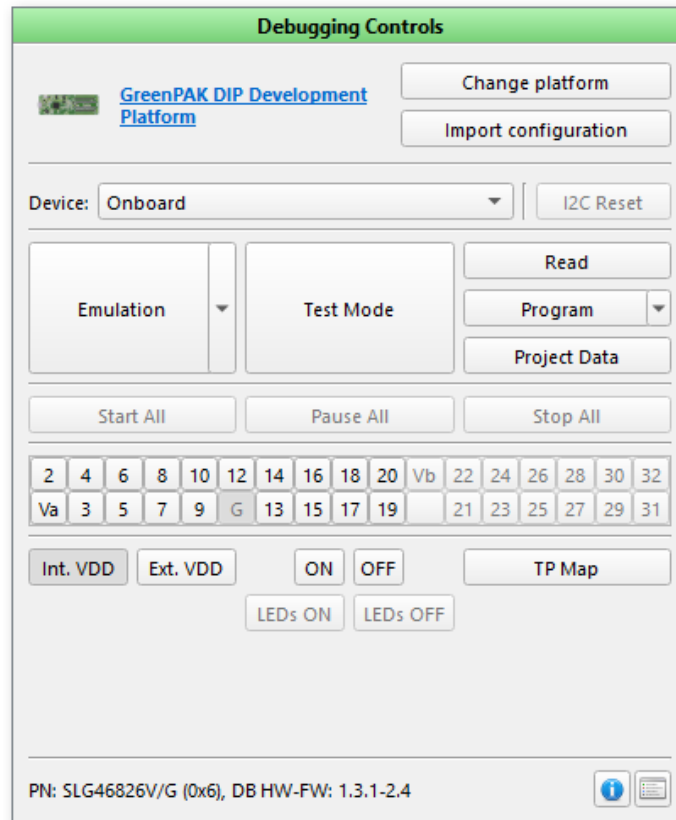 Debugging Controls
GreenPAK DIP Development
Platform
Change platform
Import configuration
Device: Onboard I2C Reset
Emulation Test Mode
Read
Program
Project Data
Start All Pause All Stop All
2 4 6 8 10 12 14 16 18 20 Vb 22 24 26 28 30 32
Va 3 5 7 9 G 13 15 17 19 21 23 25 27 29 31
Int. VDD Ext. VDD ON OFF TP Map
LEDs ON LEDs OFF
PN: SLG46826V/G (0x6), DB HW-FW: 1.3.1-2.4